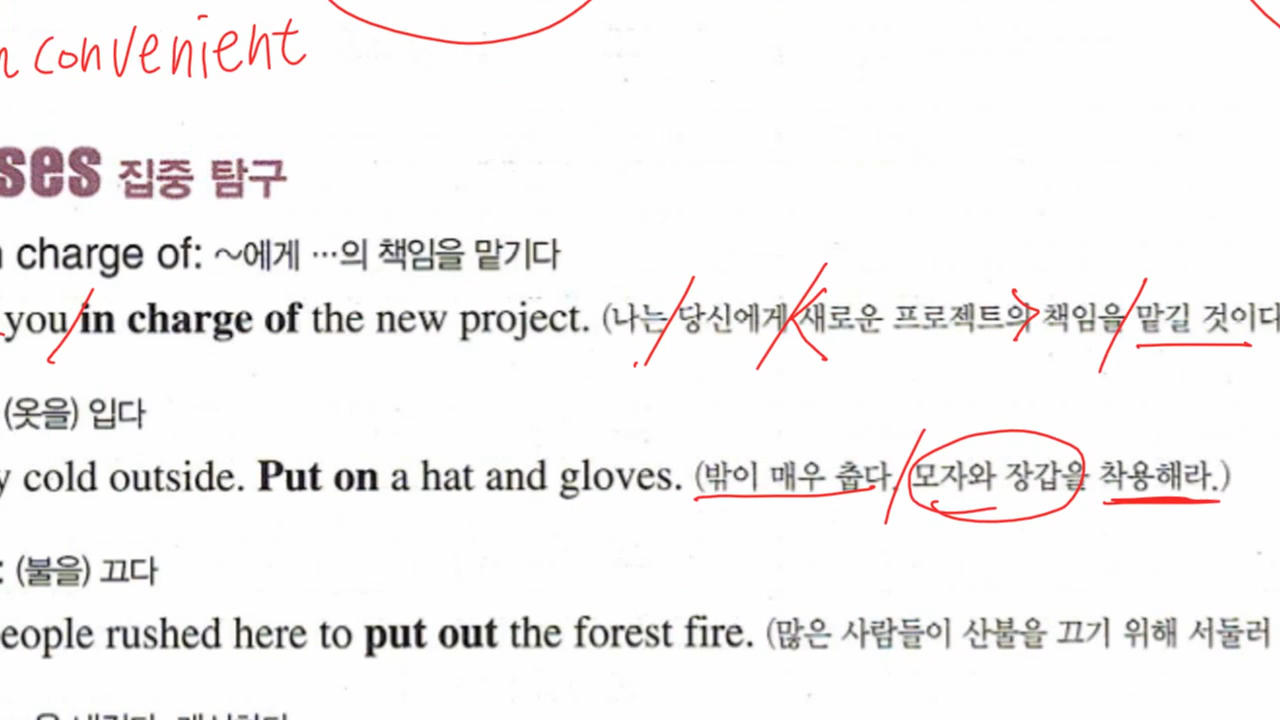 convenient
ses 집중 탐구
charge of: ~에게 …의 책임을 맡기다
you in charge of the new project. (나는 당신에게 새로운 프로젝트의 책임을 맡길 것이다
(옷을) 입다
y cold outside. Put on a hat and gloves. (밖이 매우 춥다, 모자와 장갑을 착용해라.)
: (불을) 끄다
eople rushed here to put out the forest fire. (많은 사람들이 산불을 끄기 위해 서둘러